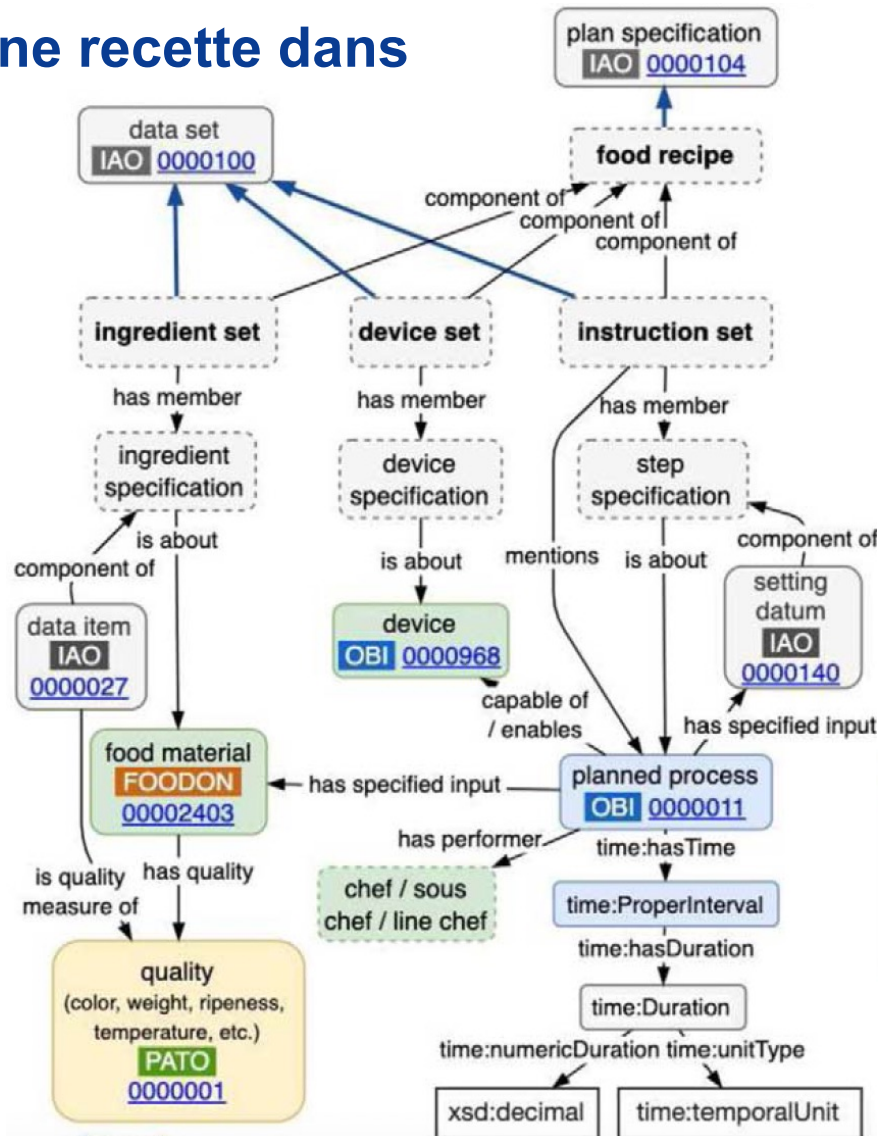 ne recette dans
plan specification
IAO 0000104
data set
IAO 0000100
food recipe
component of
component of
component of
ingredient set
device set
instruction set
has member
has member
has member
ingredient
specification
device
specification
step
specification
is about
component of
is about
mentions
is about
component of
data item
IAO
0000027
device
OBI 0000968
setting
datum
IAO
0000140
capable of
/ enables
has specified input
food material
FOODON
00002403
has specified input
planned process
OBI 0000011
has performer
time:hasTime
is quality
measure of
has quality
chef / sous
chef / line chef
time:ProperInterval
time:hasDuration
quality
(color, weight, ripeness,
temperature, etc.)
PATO
0000001
time:Duration
time:numericDuration time:unitType
xsd:decimal
time:temporalUnit